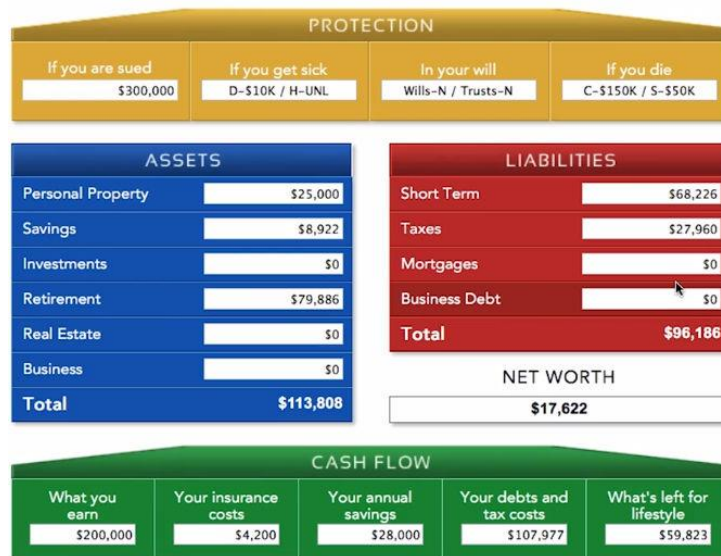 PROTECTION
If you are sued
$300,000
If you get sick
D-$10K / H-UNL
In your will
Wills-N / Trusts-N
If you die
C-$150K / S-$50K
ASSETS
Personal Property $25,000
Savings $8,922
Investments $0
Retirement $79,886
Real Estate $0
Business $0
Total $113,808
LIABILITIES
Short Term $68,226
Taxes $27,960
Mortgages $0
Business Debt $0
Total $96,186
NET WORTH
$17,622
CASH FLOW
What you
earn
$200,000
Your insurance
costs
$4,200
Your annual
savings
$28,000
Your debts and
tax costs
$107,977
What's left for
lifestyle
$59,823